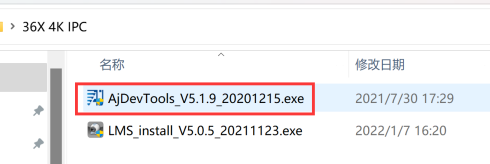 36X 4K IPC
名称 修改日期
AjDevTools_V5.1.9_20201215.exe 2021/7/30 17:29
LMS_install_V5.0.5_20211123.exe 2022/1/7 16:20